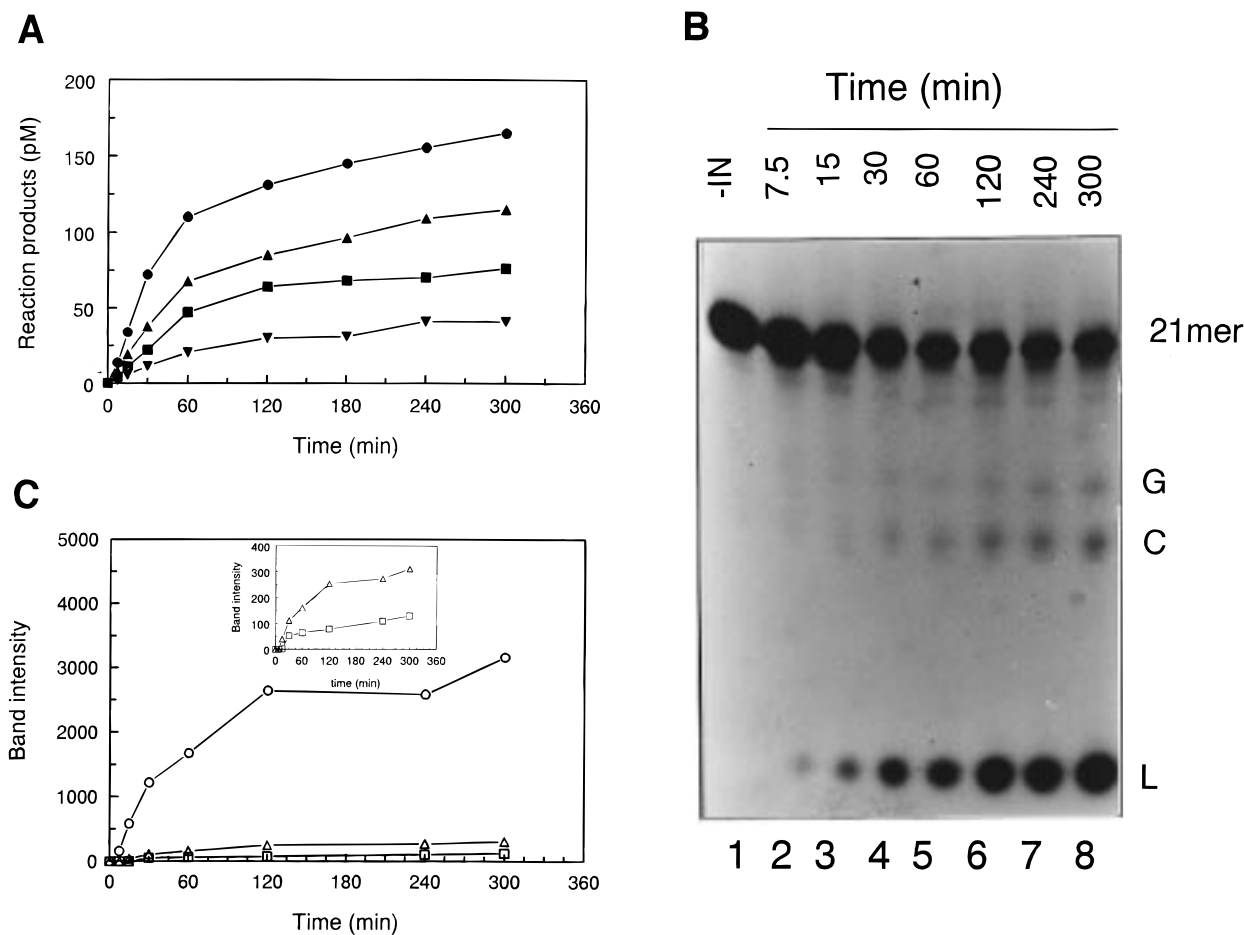 A
200
150
100
50
0
Reaction products (pM)
0 60 120 180 240 300 360
Time (min)
B
Time (min)
-IN 7.5 15 30 60 120 240 300
21mer
G
C
L
1 2 3 4 5 6 7 8
C
5000
4000
3000
2000
1000
0
Band intensity
0 60 120 180 240 300 360
Time (min)
400
300
200
100
0
Band intensity
0 60 120 180 240 300 360
time (min)